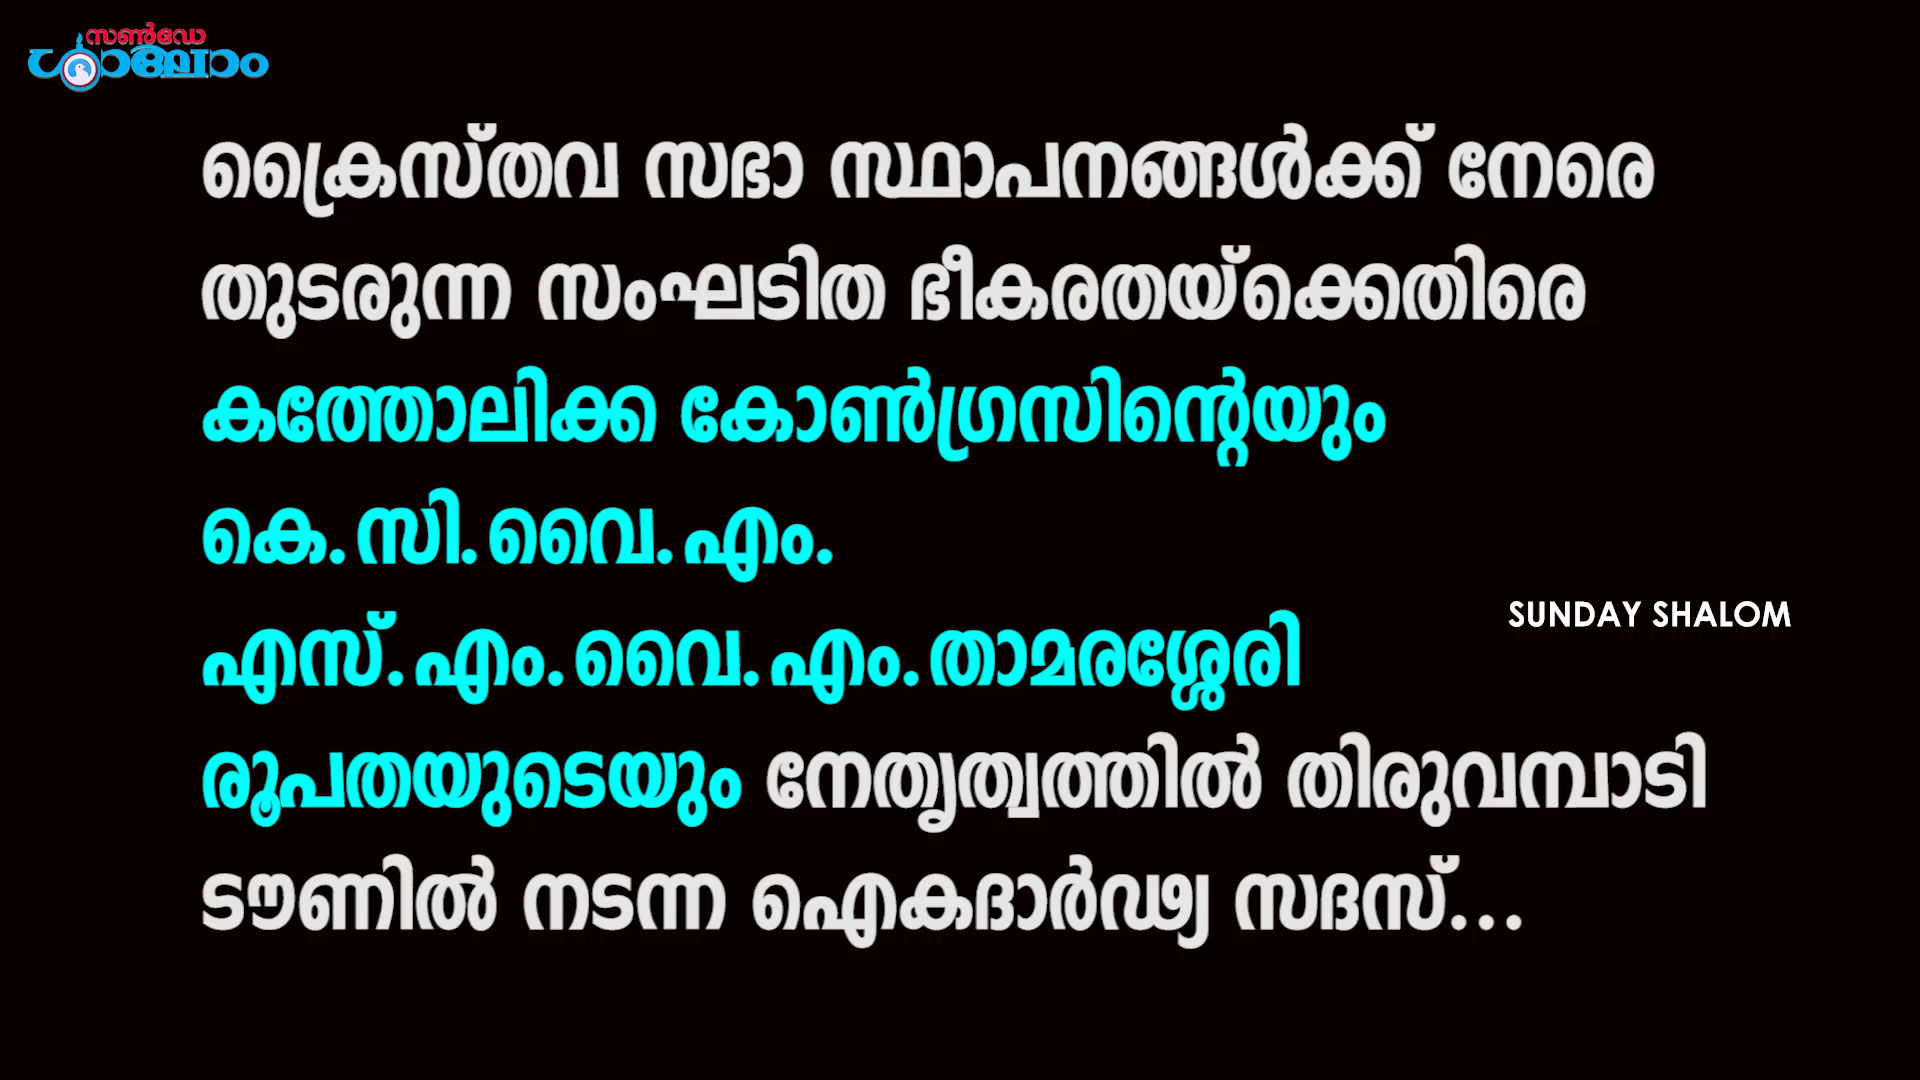 സൺഡേ
ശാലോം
ക്രൈസ്തവ സഭാ സ്ഥാപനങ്ങൾക്ക് നേരെ
തുടരുന്ന സംഘടിത ഭീകരതയ്ക്കെതിരെ
കത്തോലിക്ക കോൺഗ്രസിന്റെയും
കെ.സി.വൈ.എം.
SUNDAY SHALOM
എസ്.എം.വൈ.എം.താമരശ്ശേരി
രൂപതയുടെയും നേതൃത്വത്തിൽ തിരുവമ്പാടി
ടൗണിൽ നടന്ന ഐകദാർഢ്യ സദസ്...